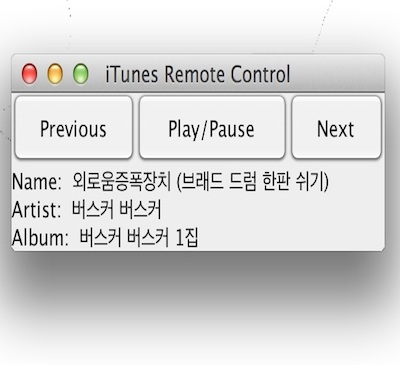 iTunes Remote Control
Previous Play/Pause Next
Name: 외로움증폭장치 (브래드 드럼 한판 쉬기)
Artist: 버스커 버스커
Album: 버스커 버스커 1집